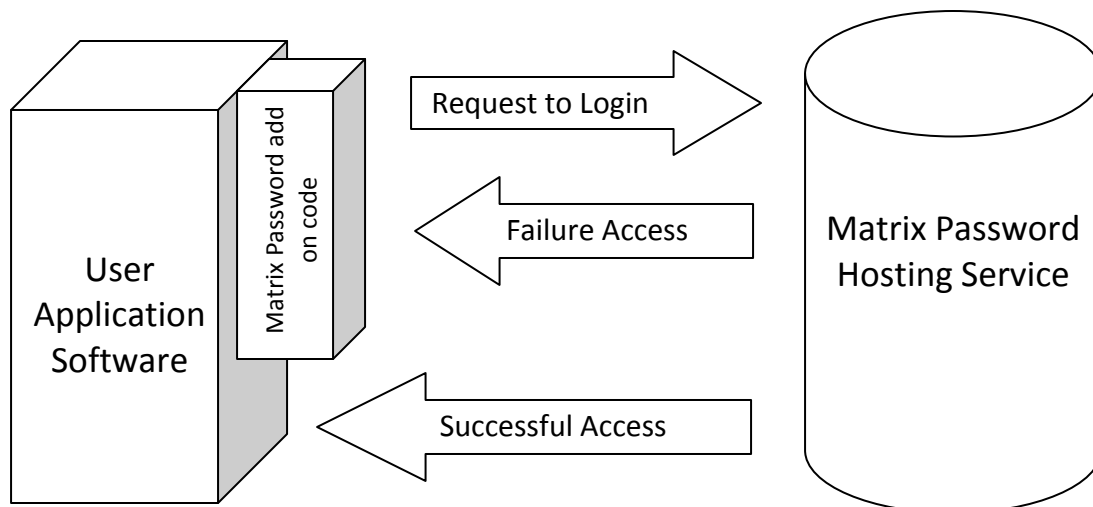 User
Application
Software
Matrix Password add
on code
Request to Login
Failure Access
Successful Access
Matrix Password
Hosting Service